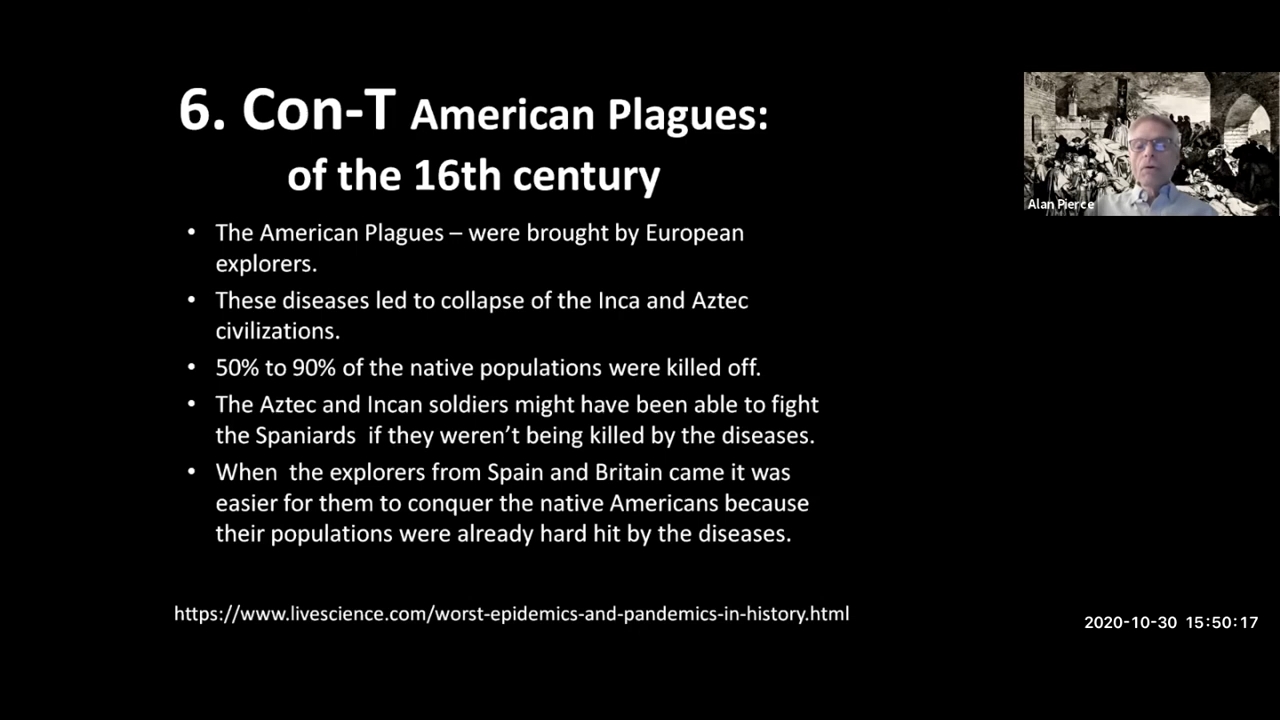 6. Con-T American Plagues:
of the 16th century
• The American Plagues – were brought by European
explorers.
• These diseases led to collapse of the Inca and Aztec
civilizations.
• 50% to 90% of the native populations were killed off.
• The Aztec and Incan soldiers might have been able to fight
the Spaniards  if they weren't being killed by the diseases.
• When  the explorers from Spain and Britain came it was
easier for them to conquer the native Americans because
their populations were already hard hit by the diseases.
https://www.livescience.com/worst-epidemics-and-pandemics-in-history.html
Alan Pierce
2020-10-30 15:50:17